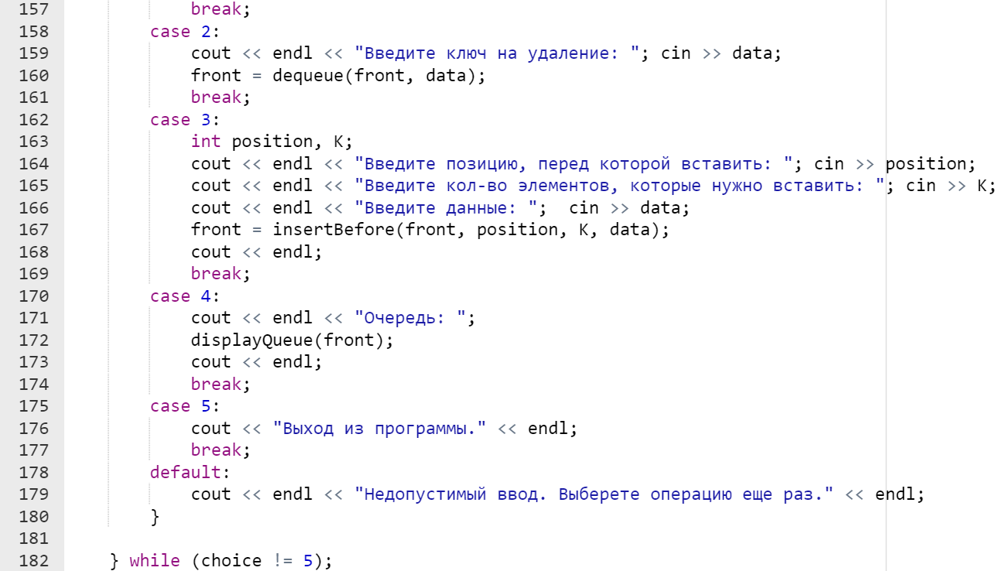 157 break;
158 case 2:
159 cout << endl << "Введите ключ на удаление: "; cin >> data;
160 front = dequeue(front, data);
161 break;
162 case 3:
163 int position, K;
164 cout << endl << "Введите позицию, перед которой вставить: "; cin >> position;
165 cout << endl << "Введите кол-во элементов, которые нужно вставить: "; cin >> K;
166 cout << endl << "Введите данные: ";  cin >> data;
167 front = insertBefore(front, position, K, data);
168 cout << endl;
169 break;
170 case 4:
171 cout << endl << "Очередь: ";
172 displayQueue(front);
173 cout << endl;
174 break;
175 case 5:
176 cout << "Выход из программы." << endl;
177 break;
178 default:
179 cout << endl << "Недопустимый ввод. Выберете операцию еще раз." << endl;
180 }
181
182 } while (choice != 5);